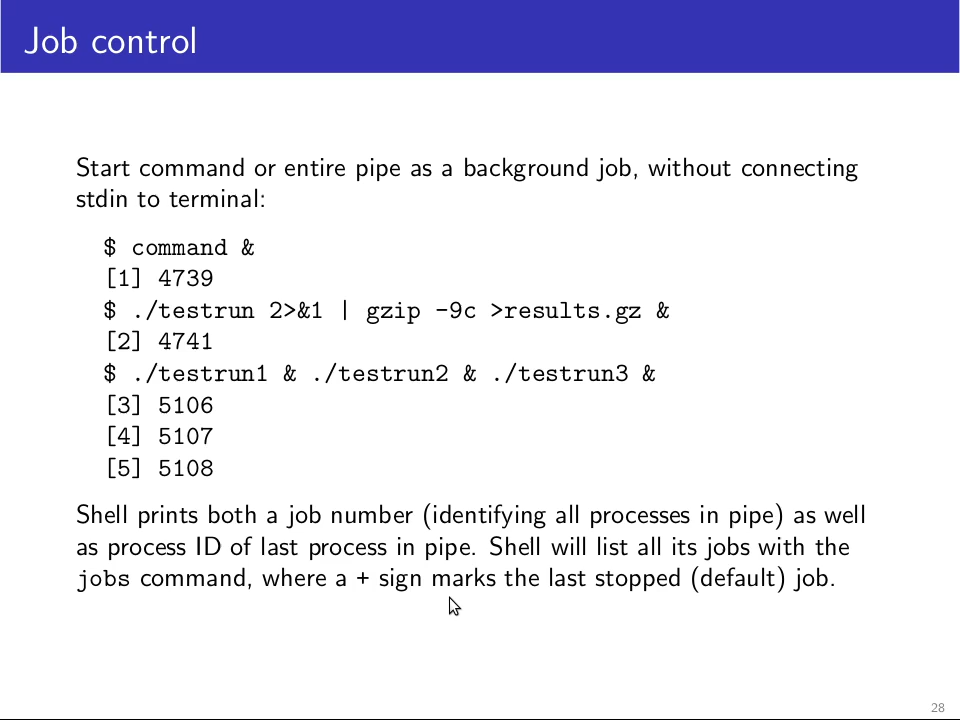 Job control
Start command or entire pipe as a background job, without connecting
stdin to terminal:
$ command &
[1] 4739
$ ./testrun 2>&1 | gzip -9c >results.gz &
[2] 4741
$ ./testrun1 & ./testrun2 & ./testrun3 &
[3] 5106
[4] 5107
[5] 5108
Shell prints both a job number (identifying all processes in pipe) as well
as process ID of last process in pipe. Shell will list all its jobs with the
jobs command, where a + sign marks the last stopped (default) job.
28